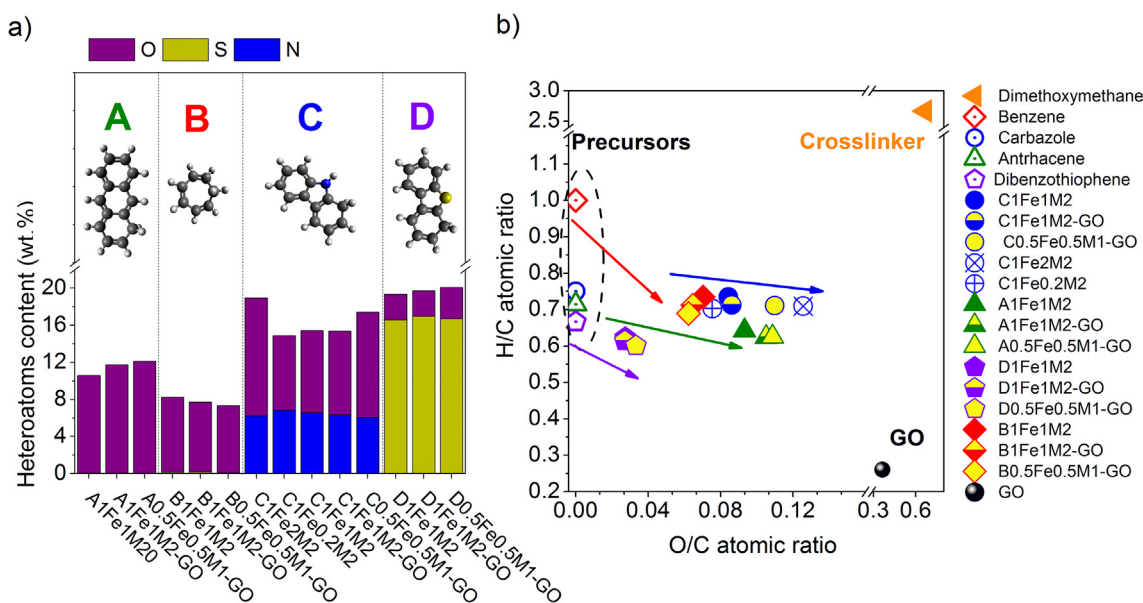 a)
O S N
A B C D
Heteroatoms content (wt.%)
20
16
12
8
4
0
A1Fe1M20
A1Fe1M2-GO
A0.5Fe0.5M1-GO
B1Fe1M2
B1Fe1M2-GO
B0.5Fe0.5M1-GO
C1Fe2M2
C1Fe0.2M2
C1Fe1M2
C1Fe1M2-GO
C0.5Fe0.5M1-GO
D1Fe1M2
D1Fe1M2-GO
D0.5Fe0.5M1-GO
b)
H/C atomic ratio
3.0
2.5
1.1
1.0
0.9
0.8
0.7
0.6
0.5
0.4
0.3
0.2
Precursors
Crosslinker
GO
0.00 0.04 0.08 0.12 0.3 0.6
O/C atomic ratio
Dimethoxymethane
Benzene
Carbazole
Antrhacene
Dibenzothiophene
C1Fe1M2
C1Fe1M2-GO
C0.5Fe0.5M1-GO
C1Fe2M2
C1Fe0.2M2
A1Fe1M2
A1Fe1M2-GO
A0.5Fe0.5M1-GO
D1Fe1M2
D1Fe1M2-GO
D0.5Fe0.5M1-GO
B1Fe1M2
B1Fe1M2-GO
B0.5Fe0.5M1-GO
GO